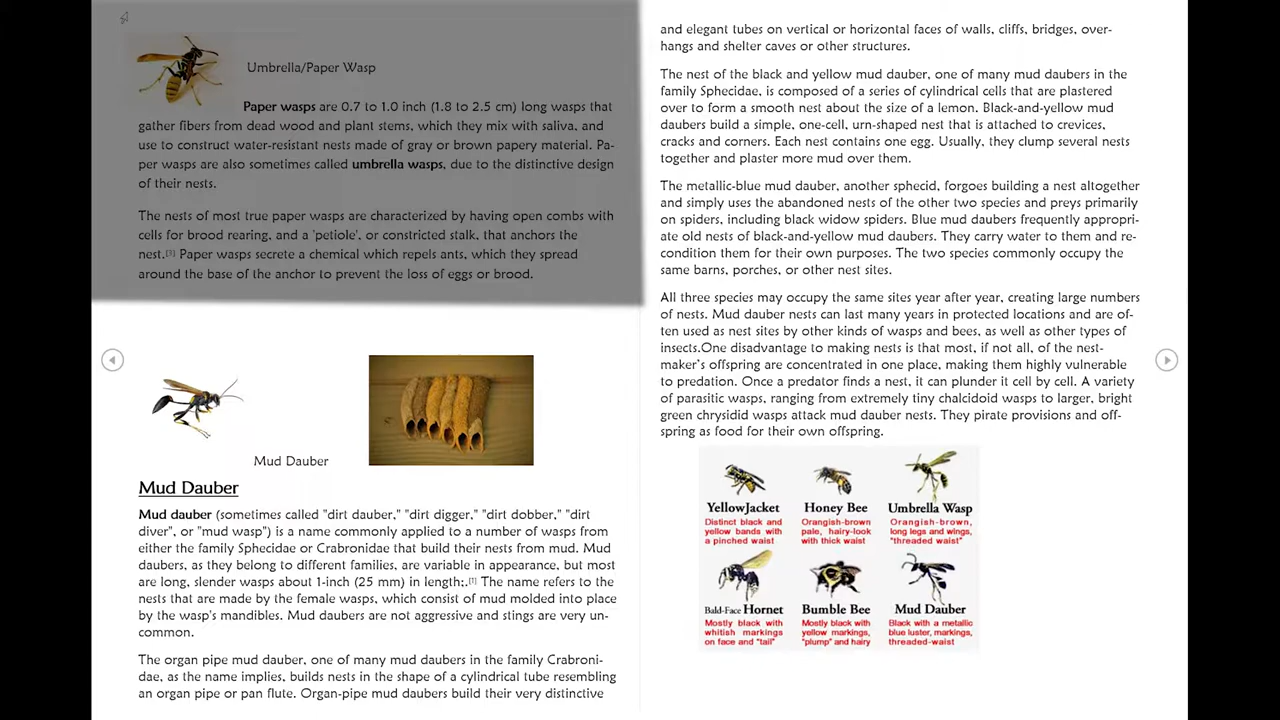 Umbrella/Paper Wasp
Paper wasps are 0.7 to 1.0 inch (1.8 to 2.5 cm) long wasps that
gather fibers from dead wood and plant stems, which they mix with saliva, and
use to construct water-resistant nests made of gray or brown papery material. Pa-
per wasps are also sometimes called umbrella wasps, due to the distinctive design
of their nests.
The nests of most true paper wasps are characterized by having open combs with
cells for brood rearing, and a 'petiole', or constricted stalk, that anchors the
nest.[3] Paper wasps secrete a chemical which repels ants, which they spread
around the base of the anchor to prevent the loss of eggs or brood.
Mud Dauber
Mud Dauber
Mud dauber (sometimes called "dirt dauber," "dirt digger," "dirt dobber," "dirt
diver", or "mud wasp") is a name commonly applied to a number of wasps from
either the family Sphecidae or Crabronidae that build their nests from mud. Mud
daubers, as they belong to different families, are variable in appearance, but most
are long, slender wasps about 1-inch (25 mm) in length;.[1] The name refers to the
nests that are made by the female wasps, which consist of mud molded into place
by the wasp's mandibles. Mud daubers are not aggressive and stings are very un-
common.
The organ pipe mud dauber, one of many mud daubers in the family Crabroni-
dae, as the name implies, builds nests in the shape of a cylindrical tube resembling
an organ pipe or pan flute. Organ-pipe mud daubers build their very distinctive
and elegant tubes on vertical or horizontal faces of walls, cliffs, bridges, over-
hangs and shelter caves or other structures.
The nest of the black and yellow mud dauber, one of many mud daubers in the
family Sphecidae, is composed of a series of cylindrical cells that are plastered
over to form a smooth nest about the size of a lemon. Black-and-yellow mud
daubers build a simple, one-cell, urn-shaped nest that is attached to crevices,
cracks and corners. Each nest contains one egg. Usually, they clump several nests
together and plaster more mud over them.
The metallic-blue mud dauber, another sphecid, forgoes building a nest altogether
and simply uses the abandoned nests of the other two species and preys primarily
on spiders, including black widow spiders. Blue mud daubers frequently appropri-
ate old nests of black-and-yellow mud daubers. They carry water to them and re-
condition them for their own purposes. The two species commonly occupy the
same barns, porches, or other nest sites.
All three species may occupy the same sites year after year, creating large numbers
of nests. Mud dauber nests can last many years in protected locations and are of-
ten used as nest sites by other kinds of wasps and bees, as well as other types of
insects.One disadvantage to making nests is that most, if not all, of the nest-
maker's offspring are concentrated in one place, making them highly vulnerable
to predation. Once a predator finds a nest, it can plunder it cell by cell. A variety
of parasitic wasps, ranging from extremely tiny chalcidoid wasps to larger, bright
green chrysidid wasps attack mud dauber nests. They pirate provisions and off-
spring as food for their own offspring.
YellowJacket
Distinct black and
yellow bands with
a pinched waist
Honey Bee
Orangish-brown
pale, hairy-look
with thick waist
Umbrella Wasp
Orangish-brown,
long legs and wings,
"threaded waist"
Bald-Face Hornet
Mostly black with
whitish markings
on face and "tail"
Bumble Bee
Mostly black with
yellow markings,
"plump" and hairy
Mud Dauber
Black with a metallic
blue luster, markings,
threaded-waist